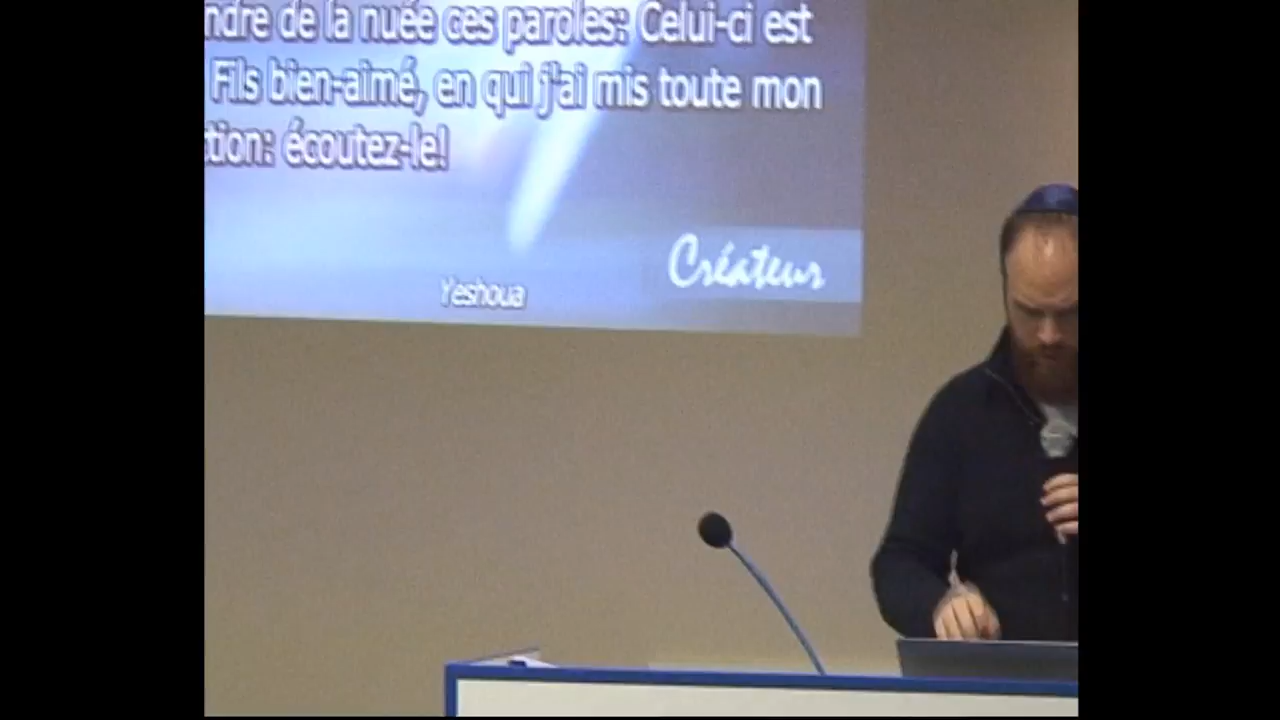 ndre de la nuée ces paroles: Celui-ci est
Fils bien-aimé, en qui j'ai mis toute mon
ction: écoutez-le!
Créateur
Yeshoua